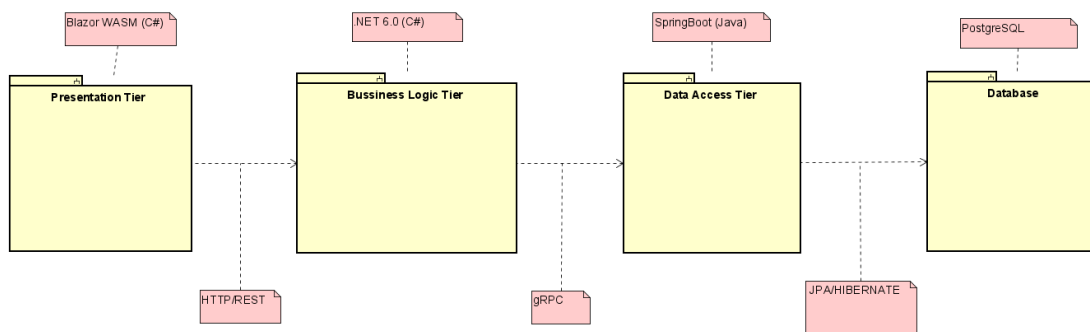 Blazor WASM (C#)
.NET 6.0 (C#)
SpringBoot (Java)
PostgreSQL
Presentation Tier
Bussiness Logic Tier
Data Access Tier
Database
HTTP/REST
gRPC
JPA/HIBERNATE